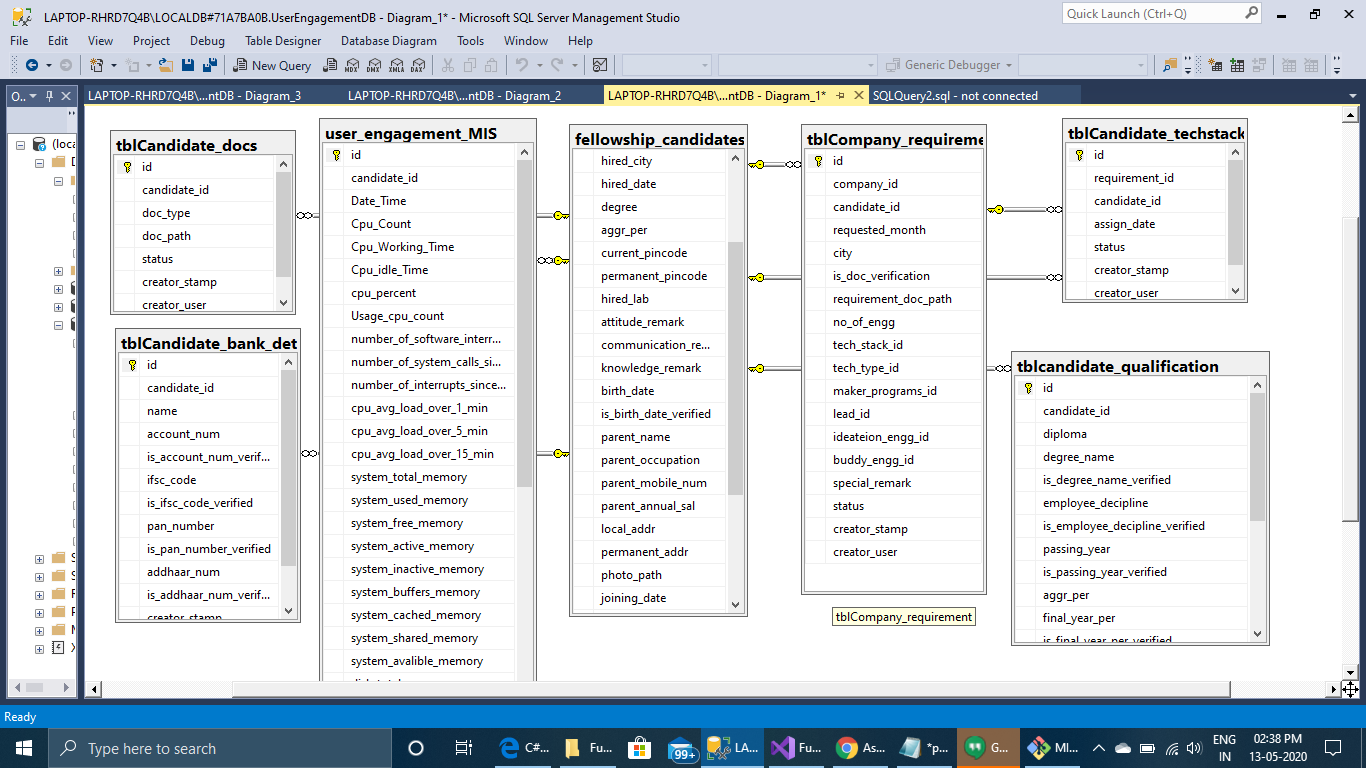 LAPTOP-RHRD7Q4B\LOCALDB#71A7BA0B.UserEngagementDB - Diagram_1* - Microsoft SQL Server Management Studio
Quick Launch (Ctrl+Q)
File Edit View Project Debug Table Designer Database Diagram Tools Window Help
New Query
MDX DMX XMLA DAX
Generic Debugger
O..
LAPTOP-RHRD7Q4B\...ntDB - Diagram_3
LAPTOP-RHRD7Q4B\...ntDB - Diagram_2
LAPTOP-RHRD7Q4B\...ntDB - Diagram_1*
SQLQuery2.sql - not connected
(loca
tblCandidate_docs
id
candidate_id
doc_type
doc_path
status
creator_stamp
creator_user
tblCandidate_bank_det
id
candidate_id
name
account_num
is_account_num_verif...
ifsc_code
is_ifsc_code_verified
pan_number
is_pan_number_verified
addhaar_num
is_addhaar_num_verif...
creator_stamp
user_engagement_MIS
id
candidate_id
Date_Time
Cpu_Count
Cpu_Working_Time
Cpu_idle_Time
cpu_percent
Usage_cpu_count
number_of_software_interr...
number_of_system_calls_si...
number_of_interrupts_since...
cpu_avg_load_over_1_min
cpu_avg_load_over_5_min
cpu_avg_load_over_15_min
system_total_memory
system_used_memory
system_free_memory
system_active_memory
system_inactive_memory
system_buffers_memory
system_cached_memory
system_shared_memory
system_avalible_memory
fellowship_candidates
hired_city
hired_date
degree
aggr_per
current_pincode
permanent_pincode
hired_lab
attitude_remark
communication_re...
knowledge_remark
birth_date
is_birth_date_verified
parent_name
parent_occupation
parent_mobile_num
parent_annual_sal
local_addr
permanent_addr
photo_path
joining_date
tblCompany_requireme
id
company_id
candidate_id
requested_month
city
is_doc_verification
requirement_doc_path
no_of_engg
tech_stack_id
tech_type_id
maker_programs_id
lead_id
ideateion_engg_id
buddy_engg_id
special_remark
status
creator_stamp
creator_user
tblCompany_requirement
tblCandidate_techstack
id
requirement_id
candidate_id
assign_date
status
creator_stamp
creator_user
tblcandidate_qualification
id
candidate_id
diploma
degree_name
is_degree_name_verified
employee_decipline
is_employee_decipline_verified
passing_year
is_passing_year_verified
aggr_per
final_year_per
is_final_year_per_verified
Ready
Type here to search
C#...
Fu...
99+
LA...
Fu...
As...
*p...
G...
MI...
ENG
IN
02:38 PM
13-05-2020